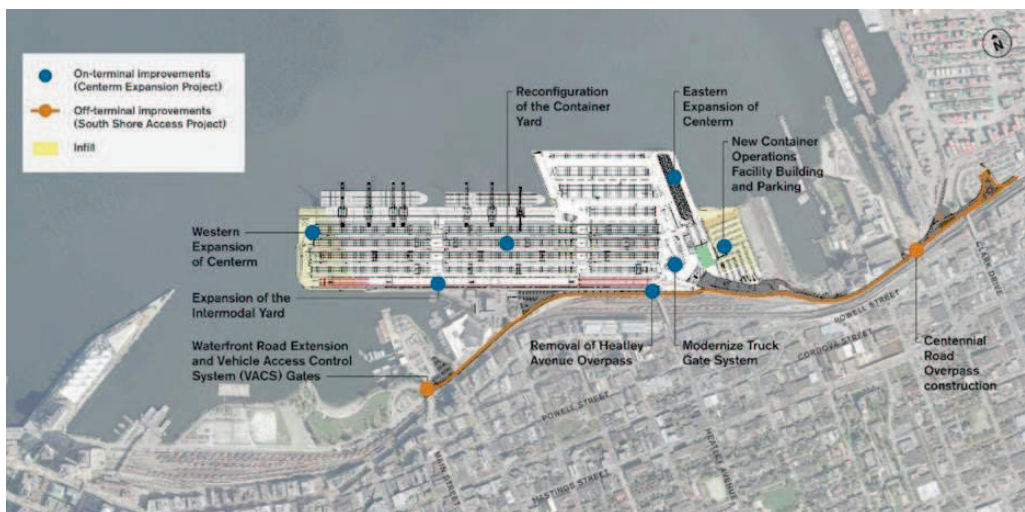 N
On-terminal improvements
(Centerm Expansion Project)
Off-terminal improvements
(South Shore Access Project)
Infill
Reconfiguration
of the Container
Yard
Eastern
Expansion of
Centerm
New Container
Operations
Facility Building
and Parking
Western
Expansion
of Centerm
Expansion of the
Intermodal Yard
Waterfront Road Extension
and Vehicle Access Control
System (VACS) Gates
Removal of Heatley
Avenue Overpass
Modernize Truck
Gate System
Centennial
Road
Overpass
construction
CLARK DRIVE
POWELL STREET
CORDOVA STREET
POWELL STREET
HEATLEY AVENUE
MAIN STREET
HASTINGS STREET